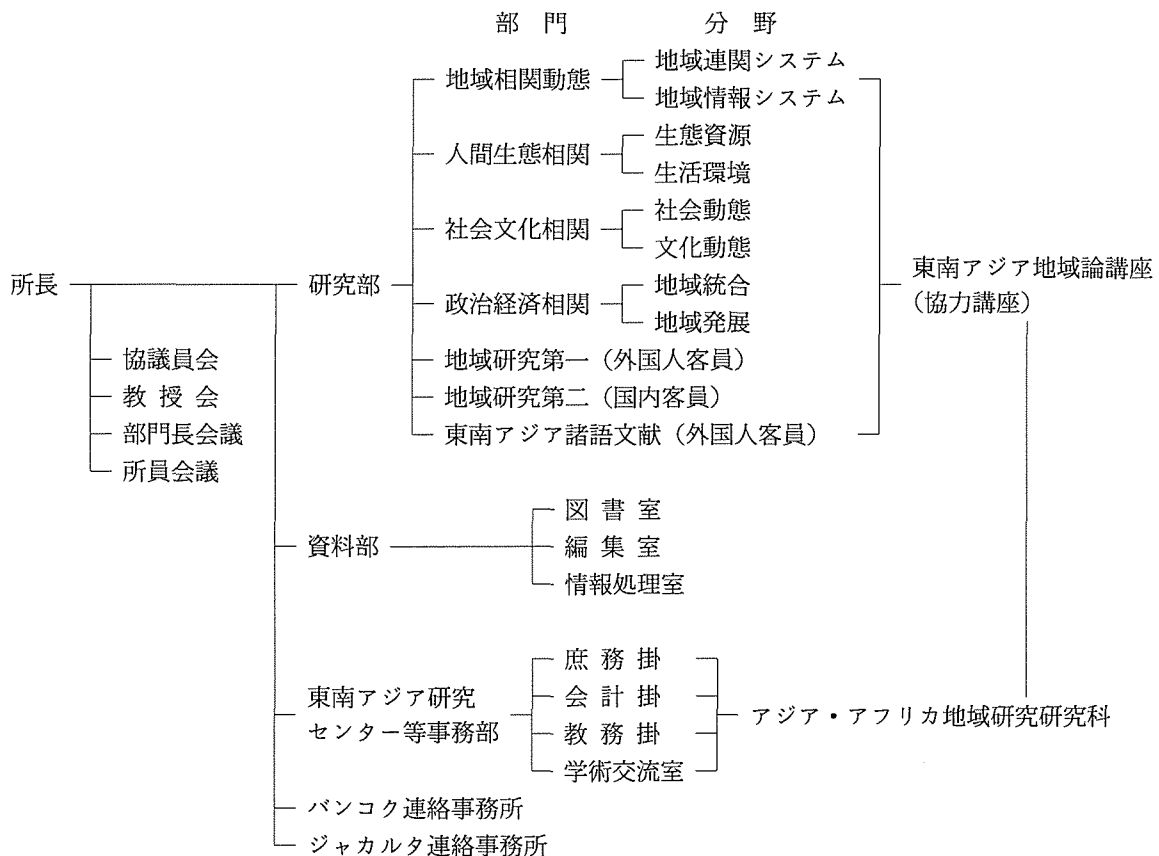 部門 分野
地域相関動態 地域連関システム
地域情報システム
人間生態相関 生態資源
生活環境
社会文化相関 社会動態
文化動態
所長 研究部 政治経済相関 地域統合
地域発展
東南アジア地域論講座
（協力講座）
協議員会
教授会
部門長会議
所員会議
地域研究第一（外国人客員）
地域研究第二（国内客員）
東南アジア諸語文献（外国人客員）
資料部
図書室
編集室
情報処理室
東南アジア研究
センター等事務部
庶務掛
会計掛
教務掛
学術交流室
アジア・アフリカ地域研究研究科
バンコク連絡事務所
ジャカルタ連絡事務所